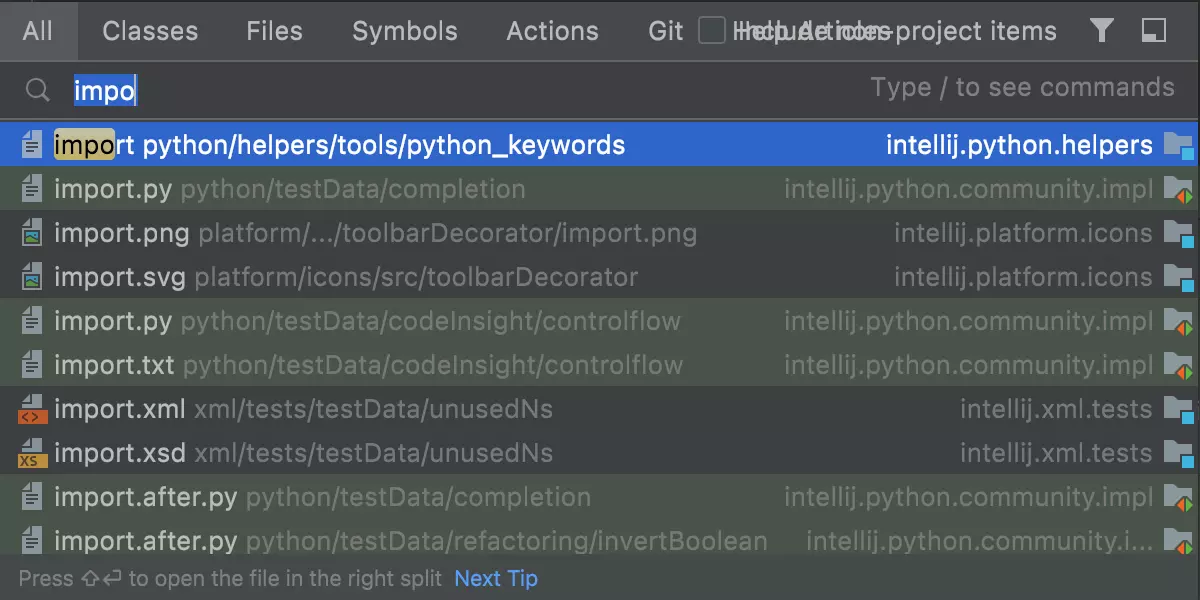 All Classes Files Symbols Actions Git Help Articles Include non-project items
impo Type / to see commands
import python/helpers/tools/python_keywords intellij.python.helpers
import.py python/testData/completion intellij.python.community.impl
import.png platform/.../toolbarDecorator/import.png intellij.platform.icons
import.svg platform/icons/src/toolbarDecorator intellij.platform.icons
import.py python/testData/codeInsight/controlflow intellij.python.community.impl
import.txt python/testData/codeInsight/controlflow intellij.python.community.impl
<> import.xml xml/tests/testData/unusedNs intellij.xml.tests
XS import.xsd xml/tests/testData/unusedNs intellij.xml.tests
import.after.py python/testData/completion intellij.python.community.impl
import.after.py python/testData/refactoring/invertBoolean intellij.python.community.i...
Press ⇧↩ to open the file in the right split Next Tip